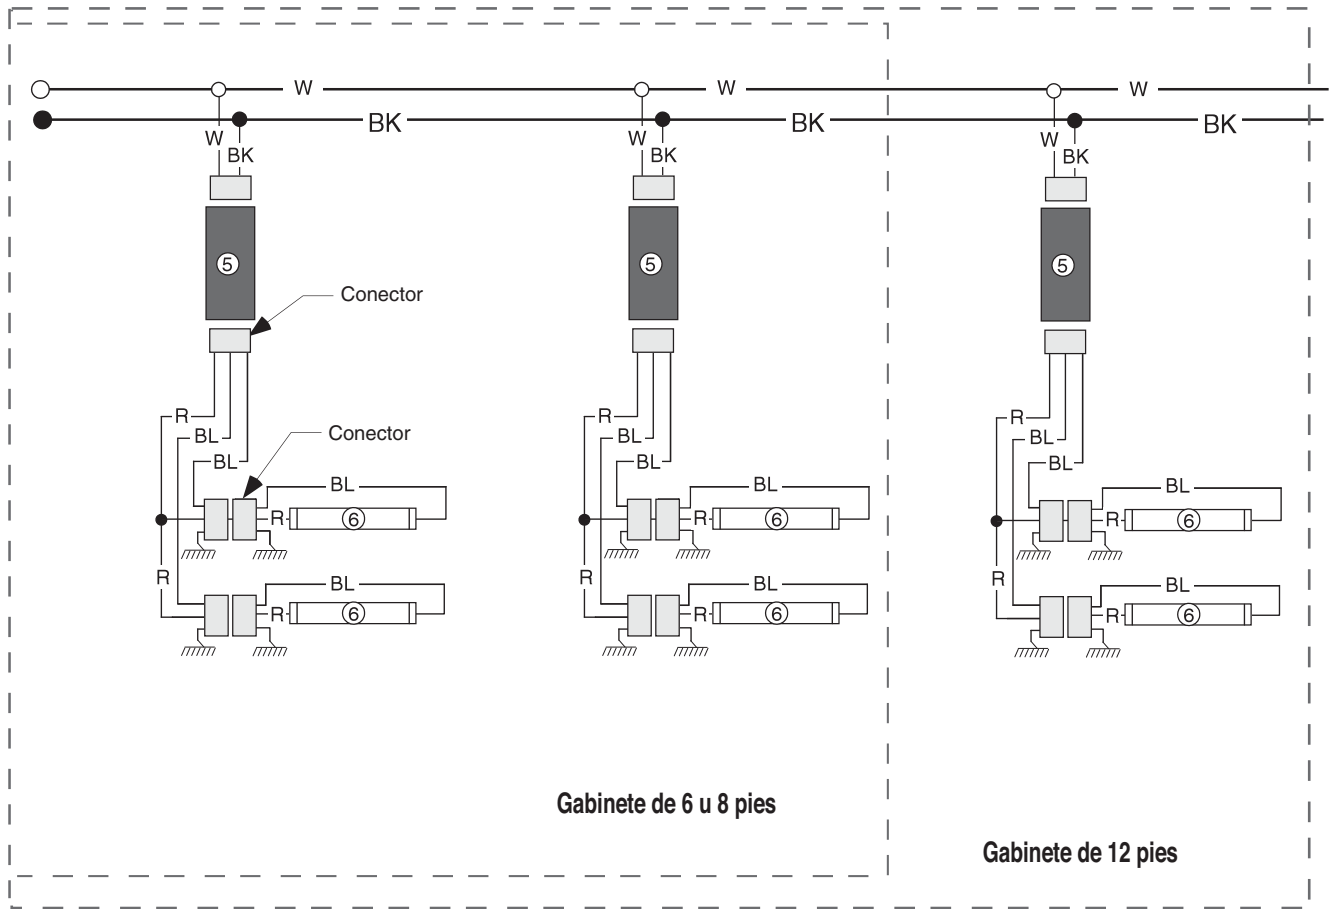 W W W
BK BK BK
W W W
BK BK BK
5 5 5
Conector
R R R
Conector
BL BL BL
BL BL BL
BL BL BL
R 6 R 6 R 6
R R R
BL BL BL
R 6 R 6 R 6
Gabinete de 6 u 8 pies
Gabinete de 12 pies